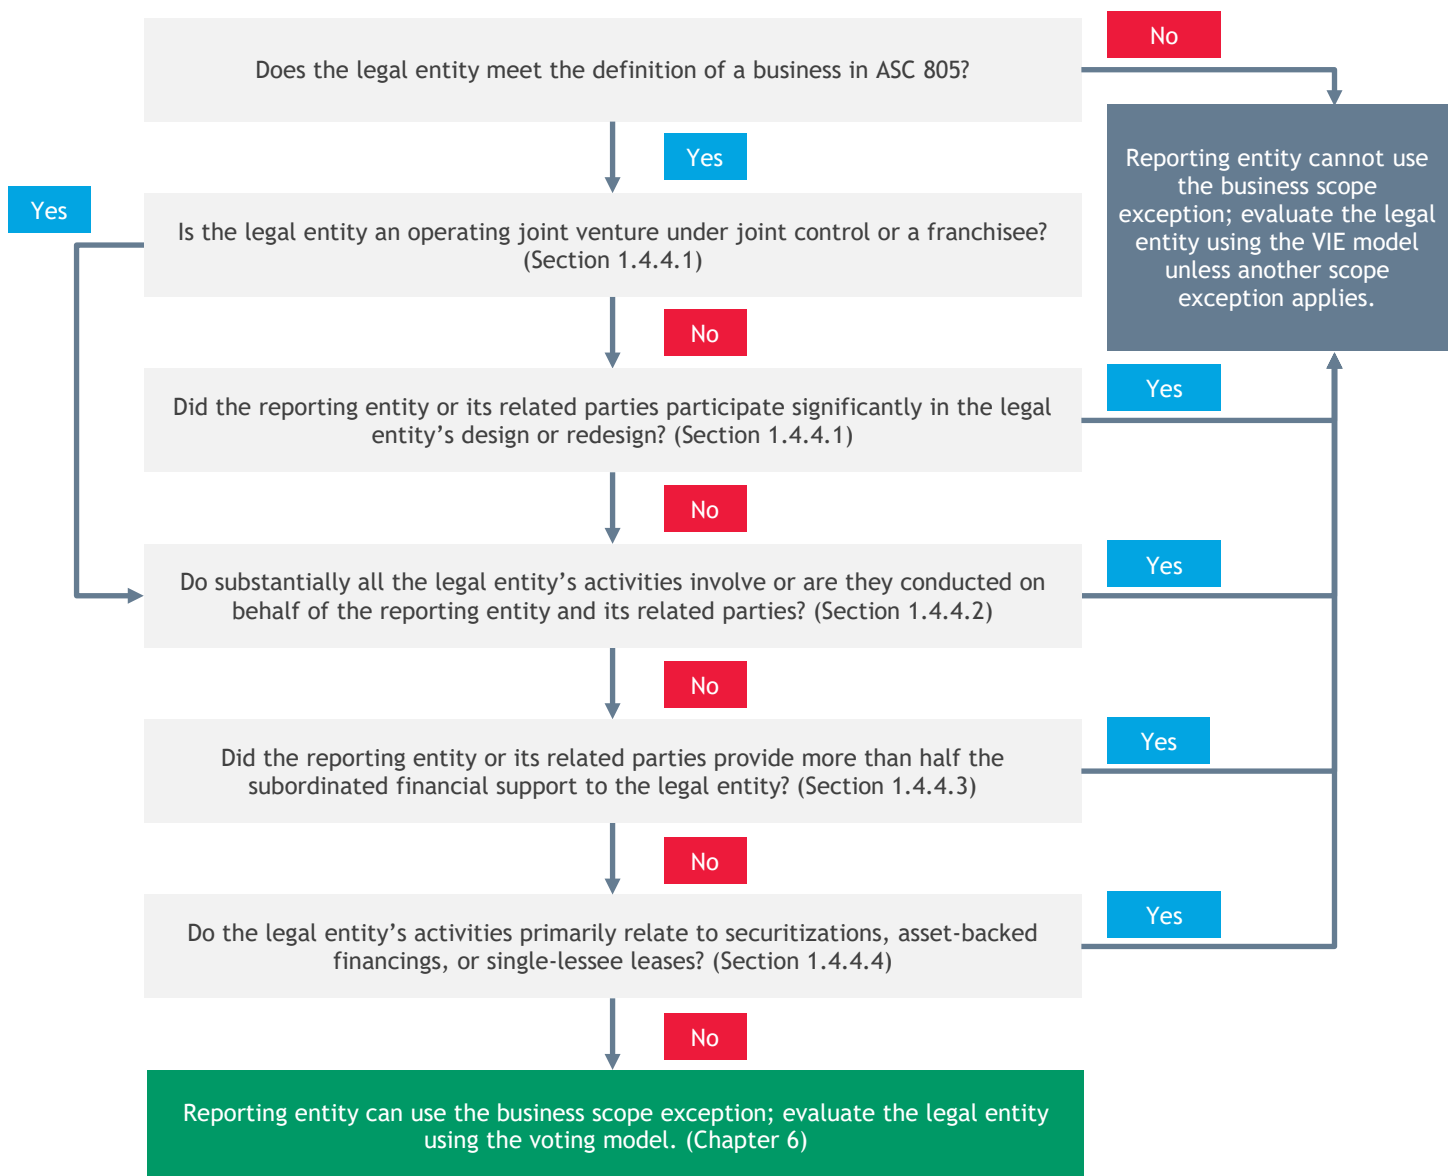 Does the legal entity meet the definition of a business in ASC 805?
No
Yes
Reporting entity cannot use
the business scope
exception; evaluate the legal
entity using the VIE model
unless another scope
exception applies.
Yes
Is the legal entity an operating joint venture under joint control or a franchisee?
(Section 1.4.4.1)
No
Did the reporting entity or its related parties participate significantly in the legal
entity’s design or redesign? (Section 1.4.4.1)
Yes
No
Do substantially all the legal entity’s activities involve or are they conducted on
behalf of the reporting entity and its related parties? (Section 1.4.4.2)
Yes
No
Did the reporting entity or its related parties provide more than half the
subordinated financial support to the legal entity? (Section 1.4.4.3)
Yes
No
Do the legal entity’s activities primarily relate to securitizations, asset-backed
financings, or single-lessee leases? (Section 1.4.4.4)
Yes
No
Reporting entity can use the business scope exception; evaluate the legal entity
using the voting model. (Chapter 6)